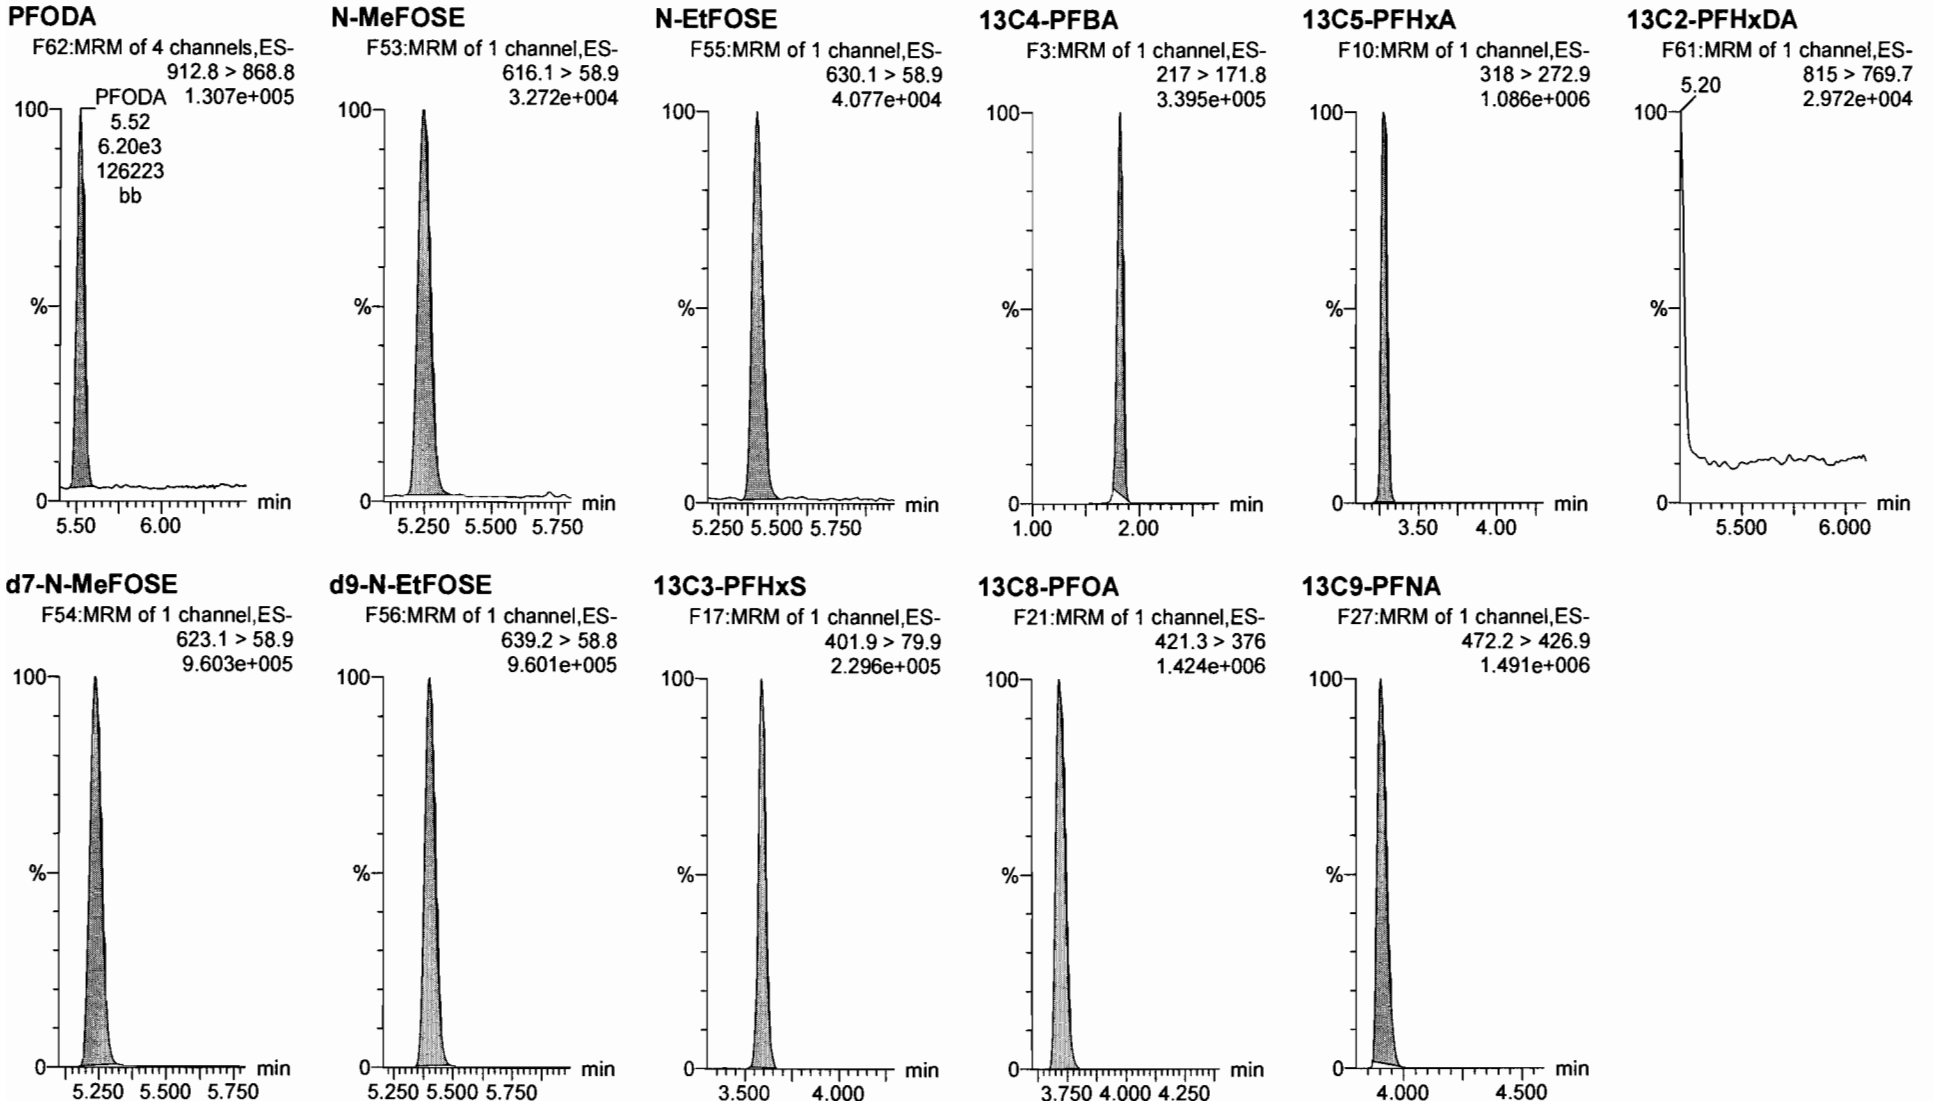 PFODA
F62:MRM of 4 channels,ES-
912.8 > 868.8
1.307e+005
PFODA
5.52
6.20e3
126223
bb
100
%
0
min
5.50 6.00
N-MeFOSE
F53:MRM of 1 channel,ES-
616.1 > 58.9
3.272e+004
100
%
0
min
5.250 5.500 5.750
N-EtFOSE
F55:MRM of 1 channel,ES-
630.1 > 58.9
4.077e+004
100
%
0
min
5.250 5.500 5.750
13C4-PFBA
F3:MRM of 1 channel,ES-
217 > 171.8
3.395e+005
100
%
0
min
1.00 2.00
13C5-PFHxA
F10:MRM of 1 channel,ES-
318 > 272.9
1.086e+006
100
%
0
min
3.50 4.00
13C2-PFHxDA
F61:MRM of 1 channel,ES-
815 > 769.7
2.972e+004
5.20
100
%
0
min
5.500 6.000
d7-N-MeFOSE
F54:MRM of 1 channel,ES-
623.1 > 58.9
9.603e+005
100
%
0
min
5.250 5.500 5.750
d9-N-EtFOSE
F56:MRM of 1 channel,ES-
639.2 > 58.8
9.601e+005
100
%
0
min
5.250 5.500 5.750
13C3-PFHxS
F17:MRM of 1 channel,ES-
401.9 > 79.9
2.296e+005
100
%
0
min
3.500 4.000
13C8-PFOA
F21:MRM of 1 channel,ES-
421.3 > 376
1.424e+006
100
%
0
min
3.750 4.000 4.250
13C9-PFNA
F27:MRM of 1 channel,ES-
472.2 > 426.9
1.491e+006
100
%
0
min
4.000 4.500